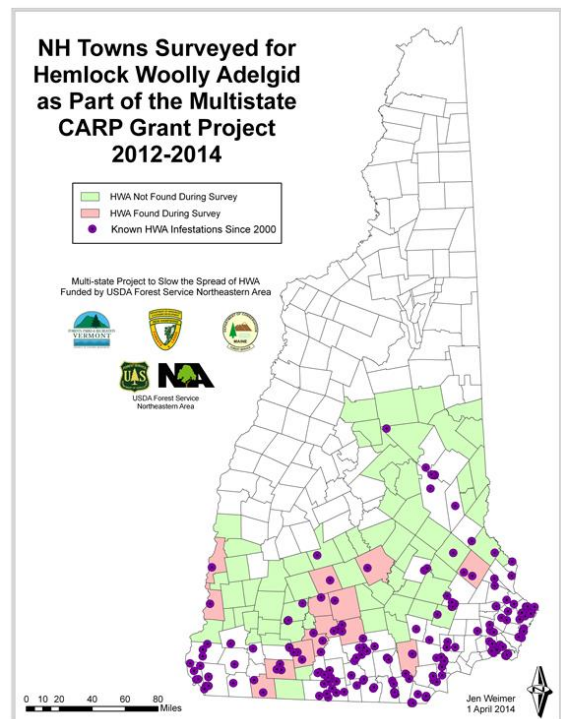 NH Towns Surveyed for
Hemlock Woolly Adelgid
as Part of the Multistate
CARP Grant Project
2012-2014
HWA Not Found During Survey
HWA Found During Survey
Known HWA Infestations Since 2000
Multi-state Project to Slow the Spread of HWA
Funded by USDA Forest Service Northeastern Area
VERMONT
MAINE
UAS
NA
USDA Forest Service
Northeastern Area
0 10 20 40 60 80
Miles
Jen Weimer
1 April 2014